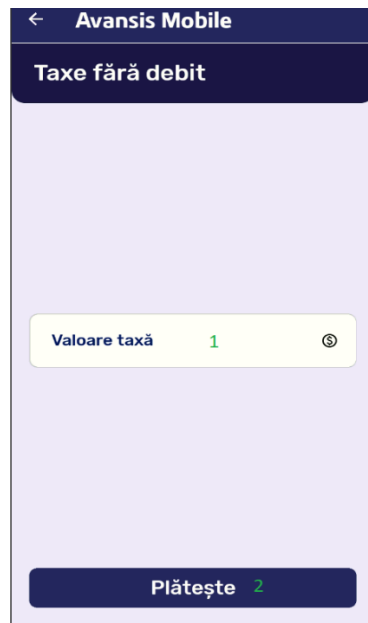 ← Avansis Mobile
Taxe fără debit
Valoare taxă 1
Plătește 2